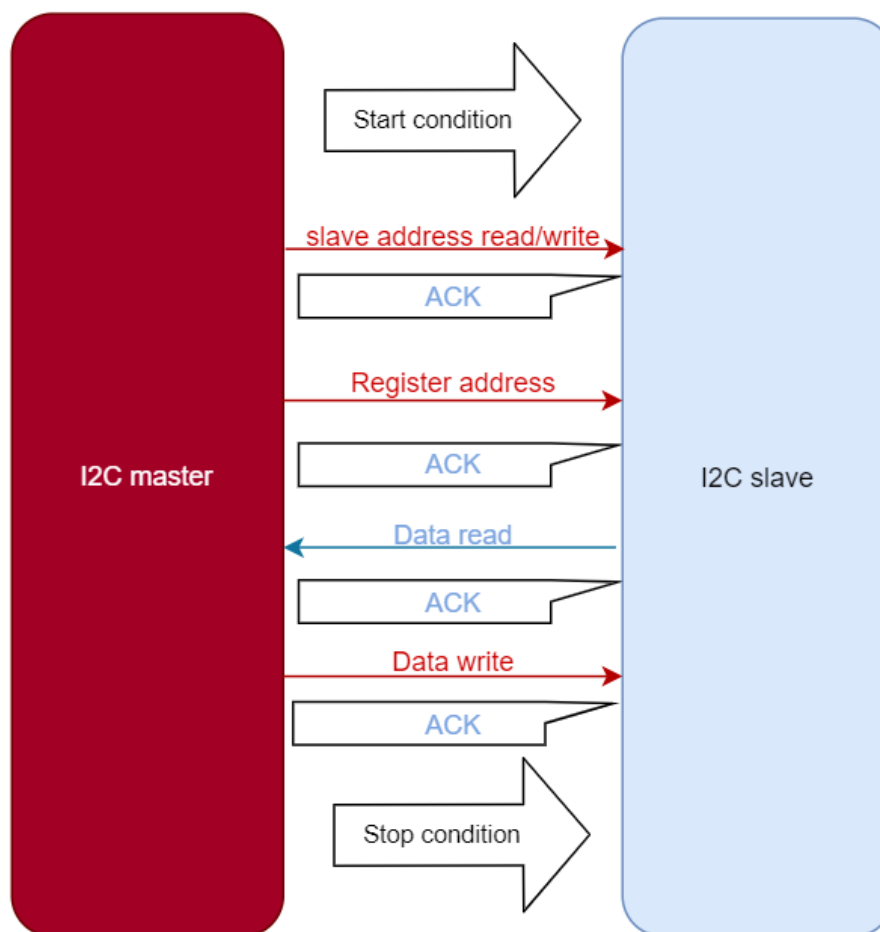 Start condition
slave address read/write
ACK
Register address
ACK
I2C master
I2C slave
Data read
ACK
Data write
ACK
Stop condition